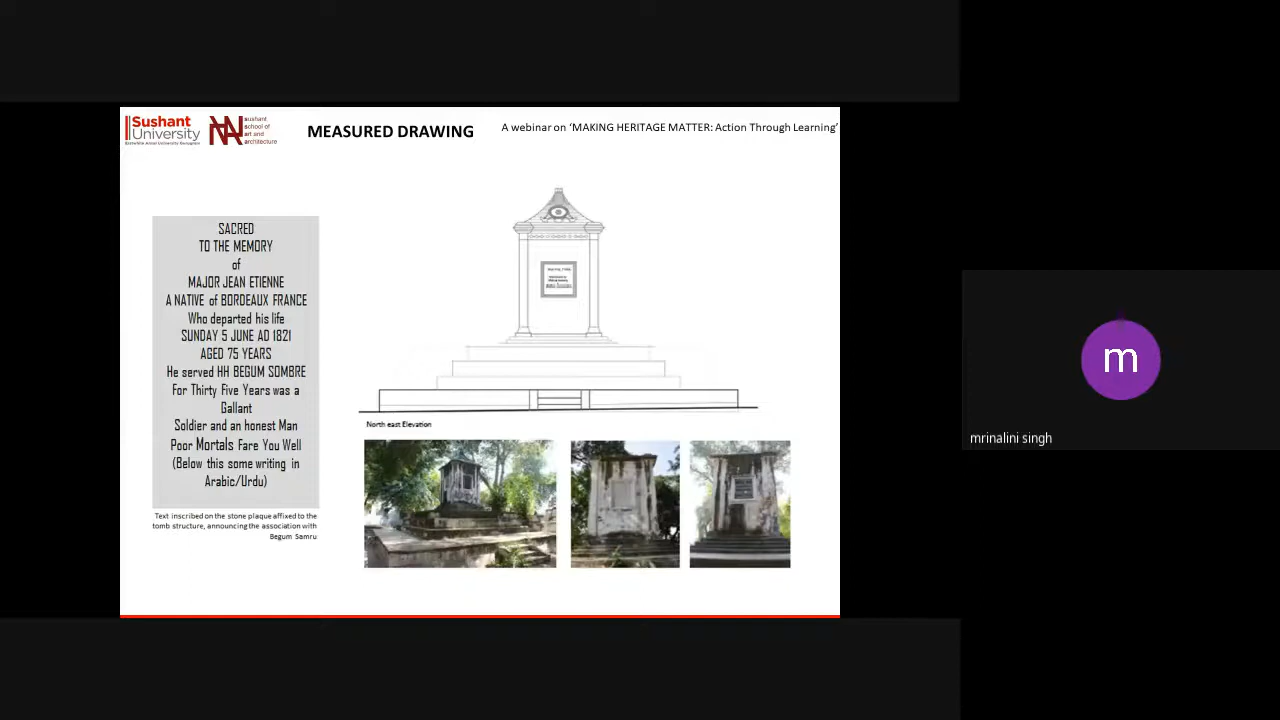 Sushant
University
Erstwhile Ansal University Gurugram
sushant
school of
art and
architecture
MEASURED DRAWING
A webinar on ‘MAKING HERITAGE MATTER: Action Through Learning’
SACRED
TO THE MEMORY
of
MAJOR JEAN ETIENNE
A NATIVE of BORDEAUX FRANCE
Who departed his life
SUNDAY 5 JUNE AD 1821
AGED 75 YEARS
He served HH BEGUM SOMBRE
For Thirty Five Years was a
Gallant
Soldier and an honest Man
Poor Mortals Fare You Well
(Below this some writing in
Arabic/Urdu)
Text inscribed on the stone plaque affixed to the
tomb structure, announcing the association with
Begum Samru
North east Elevation
m
mrinalini singh